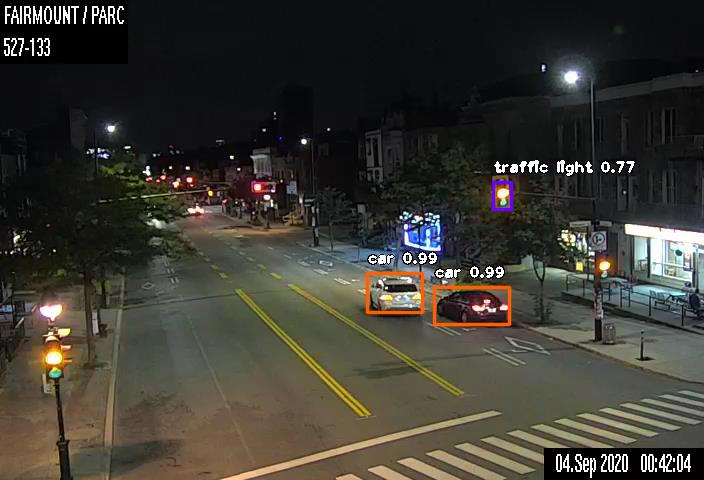 FAIRMOUNT / PARC
527-133
traffic light 0.77
car 0.99
car 0.99
04.Sep 2020 00:42:04